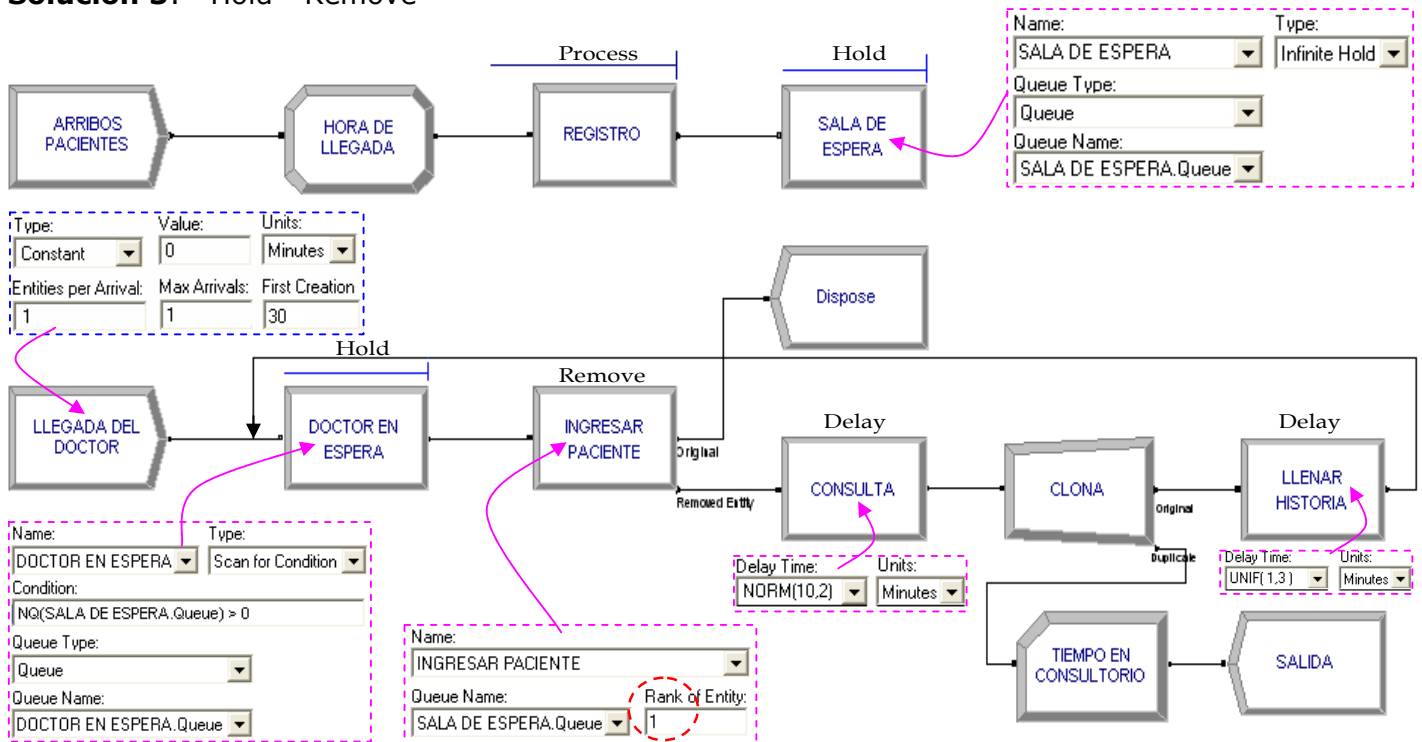 Solución 3: Hold – Remove
Process
Hold
ARRIBOS
PACIENTES
HORA DE
LLEGADA
REGISTRO
SALA DE
ESPERA
Name:
Type:
SALA DE ESPERA
Infinite Hold
Queue Type:
Queue
Queue Name:
SALA DE ESPERA.Queue
Type:
Value:
Units:
Constant
0
Minutes
Entities per Arrival:
Max Arrivals:
First Creation
1
1
30
Dispose
Hold
Remove
LLEGADA DEL
DOCTOR
DOCTOR EN
ESPERA
INGRESAR
PACIENTE
Original
Removed Entity
Delay
CONSULTA
CLONA
Original
Duplicate
Delay
LLENAR
HISTORIA
Name:
Type:
DOCTOR EN ESPERA
Scan for Condition
Condition:
NQ(SALA DE ESPERA.Queue) > 0
Queue Type:
Queue
Queue Name:
DOCTOR EN ESPERA.Queue
Name:
INGRESAR PACIENTE
Queue Name:
Rank of Entity:
SALA DE ESPERA.Queue
1
Delay Time:
Units:
NORM(10,2)
Minutes
Delay Time:
Units:
UNIF( 1,3 )
Minutes
TIEMPO EN
CONSULTORIO
SALIDA